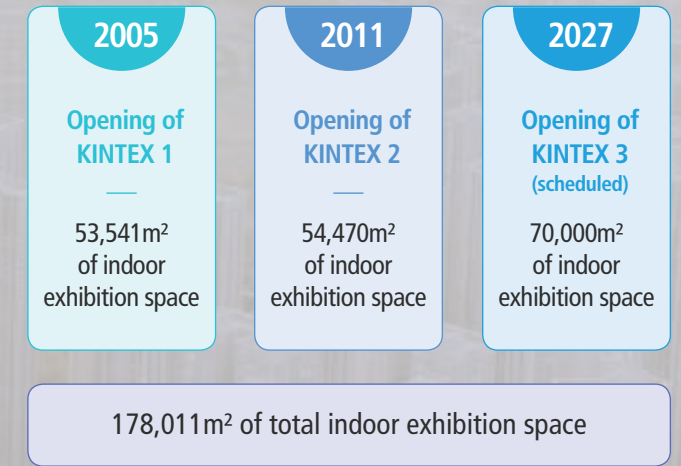 2005
Opening of
KINTEX 1
53,541m²
of indoor
exhibition space
2011
Opening of
KINTEX 2
54,470m²
of indoor
exhibition space
2027
Opening of
KINTEX 3
(scheduled)
70,000m²
of indoor
exhibition space
178,011m² of total indoor exhibition space